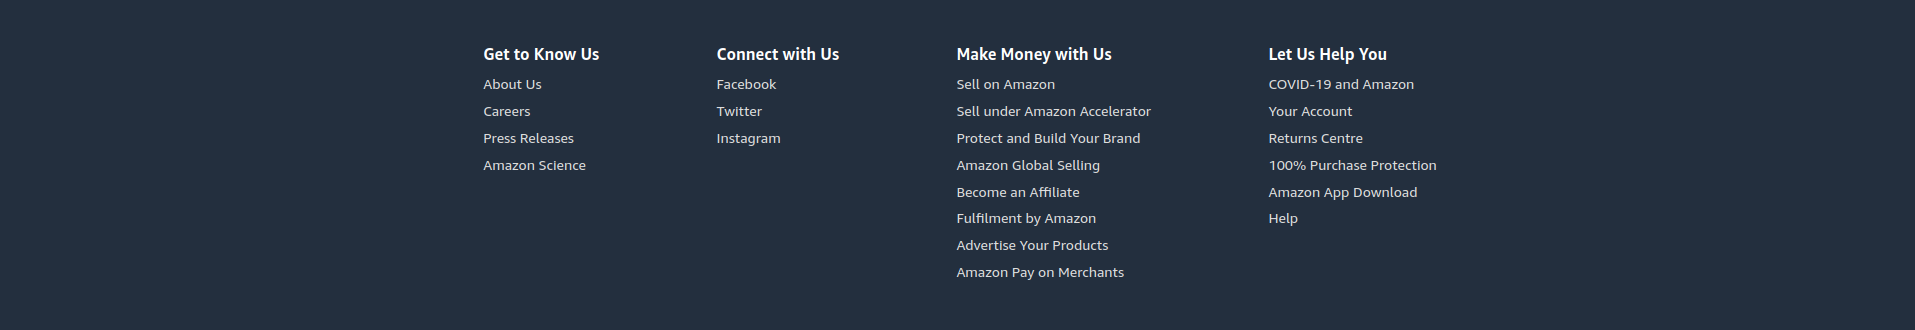 Get to Know Us
About Us
Careers
Press Releases
Amazon Science
Connect with Us
Facebook
Twitter
Instagram
Make Money with Us
Sell on Amazon
Sell under Amazon Accelerator
Protect and Build Your Brand
Amazon Global Selling
Become an Affiliate
Fulfilment by Amazon
Advertise Your Products
Amazon Pay on Merchants
Let Us Help You
COVID-19 and Amazon
Your Account
Returns Centre
100% Purchase Protection
Amazon App Download
Help